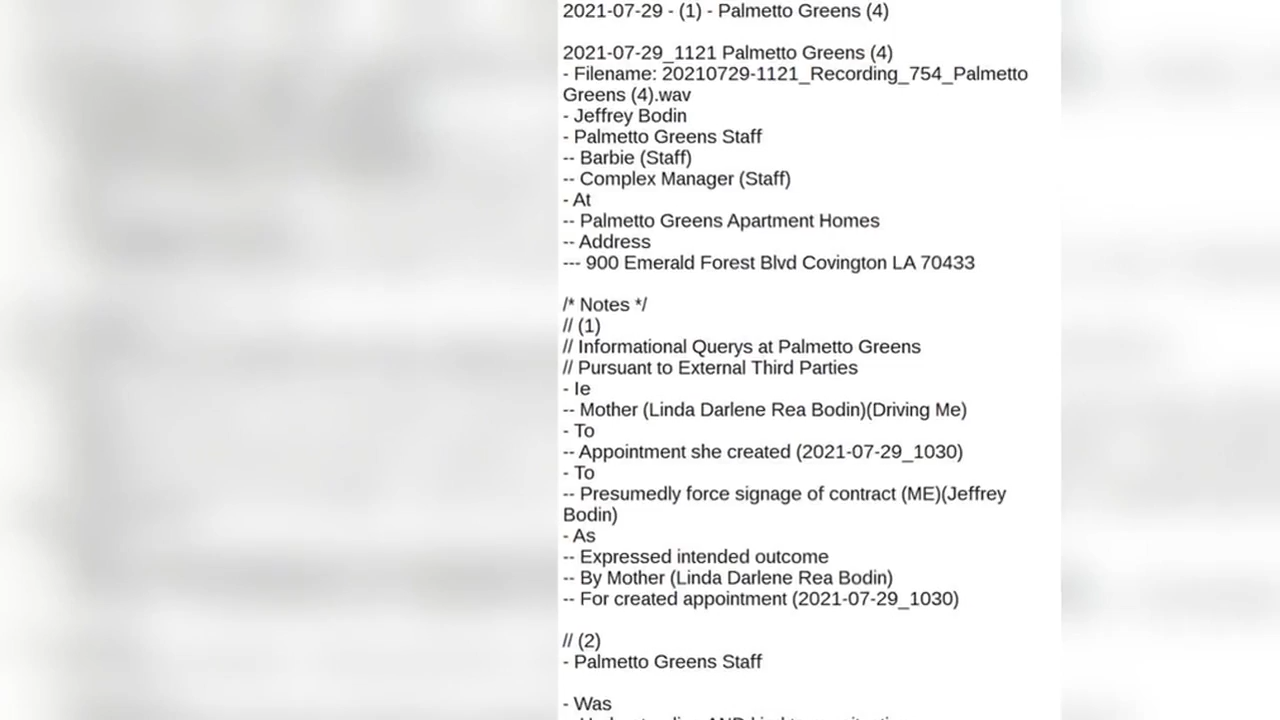 2021-07-29 - (1) - Palmetto Greens (4)
2021-07-29_1121 Palmetto Greens (4)
- Filename: 20210729-1121_Recording_754_Palmetto
Greens (4).wav
- Jeffrey Bodin
- Palmetto Greens Staff
-- Barbie (Staff)
-- Complex Manager (Staff)
- At
-- Palmetto Greens Apartment Homes
-- Address
--- 900 Emerald Forest Blvd Covington LA 70433
/* Notes */
// (1)
// Informational Querys at Palmetto Greens
// Pursuant to External Third Parties
- Ie
-- Mother (Linda Darlene Rea Bodin)(Driving Me)
- To
-- Appointment she created (2021-07-29_1030)
- To
-- Presumedly force signage of contract (ME)(Jeffrey
Bodin)
- As
-- Expressed intended outcome
-- By Mother (Linda Darlene Rea Bodin)
-- For created appointment (2021-07-29_1030)
// (2)
- Palmetto Greens Staff
- Was